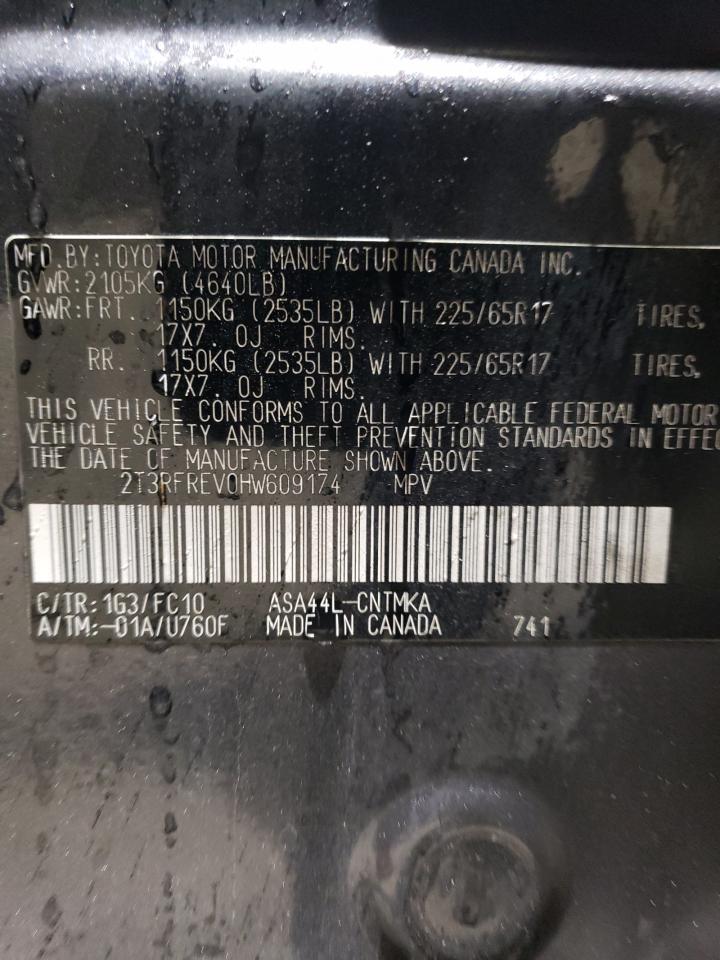 MFD.BY:TOYOTA MOTOR MANUFACTURING CANADA INC.
GVWR:2105KG (4640LB)
GAWR:FRT. 1150KG (2535LB) WITH 225/65R17 TIRES,
17X7.0J RIMS.
RR. 1150KG (2535LB) WITH 225/65R17 TIRES,
17X7.0J RIMS.
THIS VEHICLE CONFORMS TO ALL APPLICABLE FEDERAL MOTOR
VEHICLE SAFETY AND THEFT PREVENTION STANDARDS IN EFFEC
THE DATE OF MANUFACTURE SHOWN ABOVE.
2T3RFREV0HW609174 MPV
C/TR:1G3/FC10 ASA44L-CNTMKA
A/TM:-01A/U760F MADE IN CANADA 741